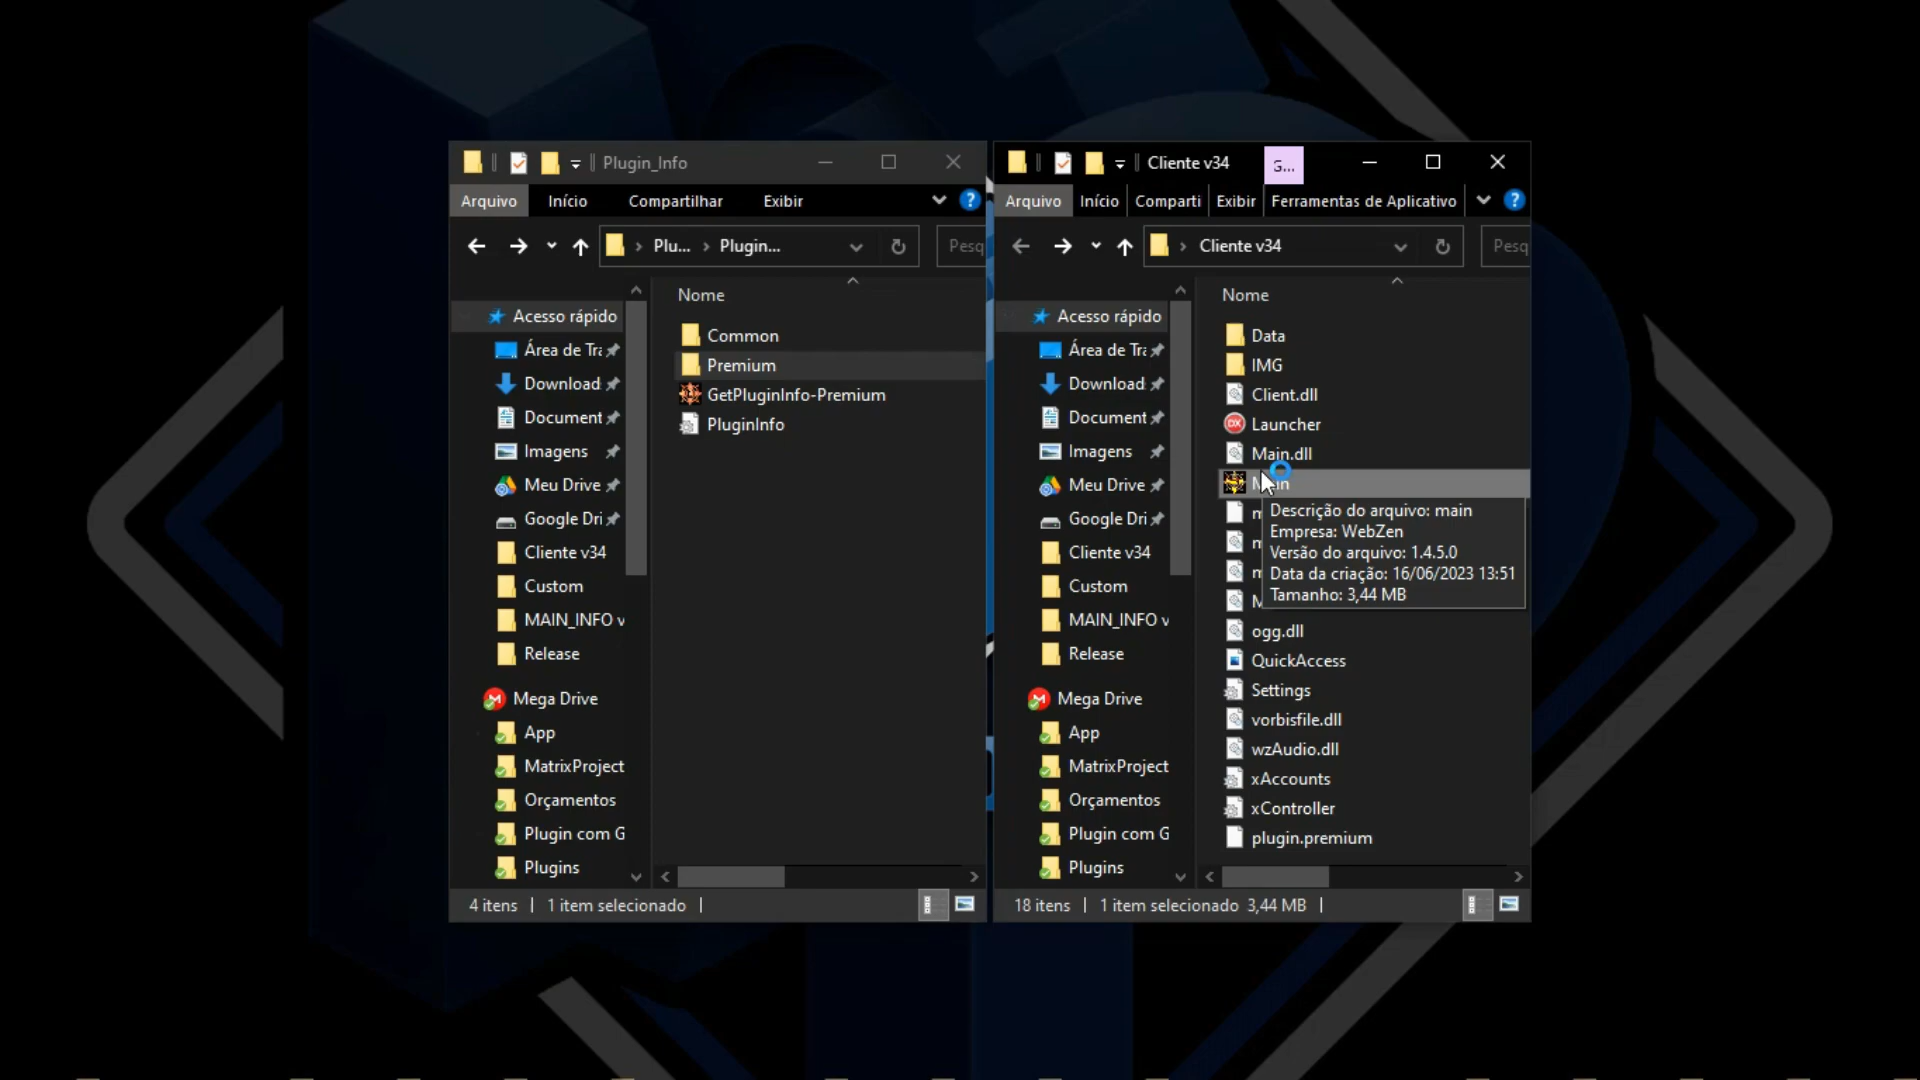 Plugin_Info
Arquivo Início Compartilhar Exibir
Plu... Plugin... Pesq
Nome
Acesso rápido
Área de Tra
Download
Document
Imagens
Meu Drive
Google Dri
Cliente v34
Custom
MAIN_INFO v
Release
Mega Drive
App
MatrixProject
Orçamentos
Plugin com G
Plugins
Common
Premium
GetPluginInfo-Premium
PluginInfo
4 itens 1 item selecionado
Cliente v34 G...
Arquivo Início Comparti Exibir Ferramentas de Aplicativo
Cliente v34 Pesq
Nome
Acesso rápido
Área de Tra
Download
Document
Imagens
Meu Drive
Google Dri
Cliente v34
Custom
MAIN_INFO v
Release
Mega Drive
App
MatrixProject
Orçamentos
Plugin com G
Plugins
Data
IMG
Client.dll
DX Launcher
Main.dll
Main
Descrição do arquivo: main
Empresa: WebZen
Versão do arquivo: 1.4.5.0
Data da criação: 16/06/2023 13:51
Tamanho: 3,44 MB
ogg.dll
QuickAccess
Settings
vorbisfile.dll
wzAudio.dll
xAccounts
xController
plugin.premium
18 itens 1 item selecionado 3,44 MB